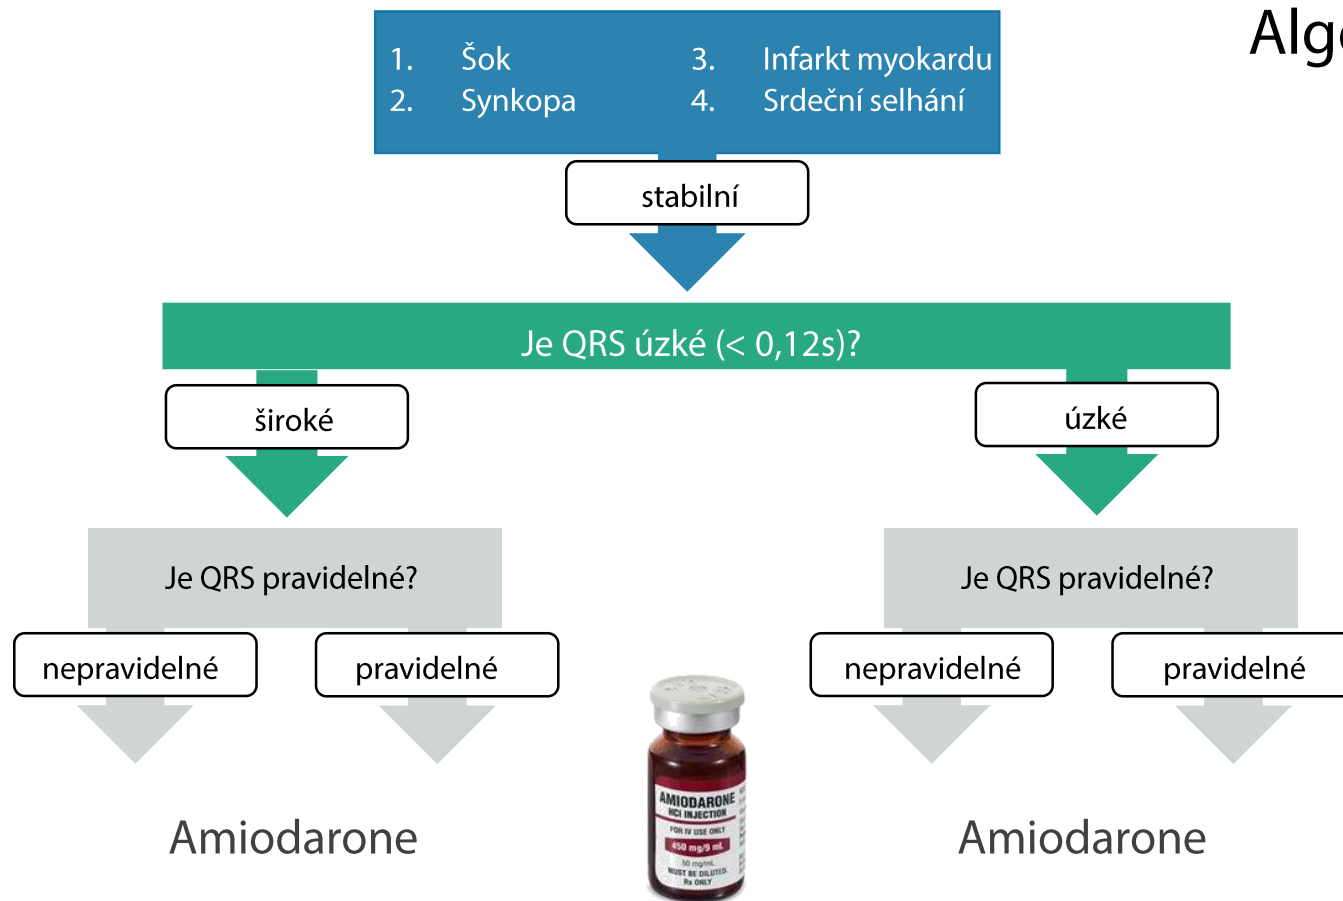 Alg
1. Šok
2. Synkopa
3. Infarkt myokardu
4. Srdeční selhání
stabilní
Je QRS úzké (< 0,12s)?
široké
úzké
Je QRS pravidelné?
Je QRS pravidelné?
nepravidelné
pravidelné
nepravidelné
pravidelné
Amiodarone
Amiodarone
AMIODARONE
HCl INJECTION
FOR IV USE ONLY
450 mg/9 mL
50 mg/mL
MUST BE DILUTED.
Rx ONLY